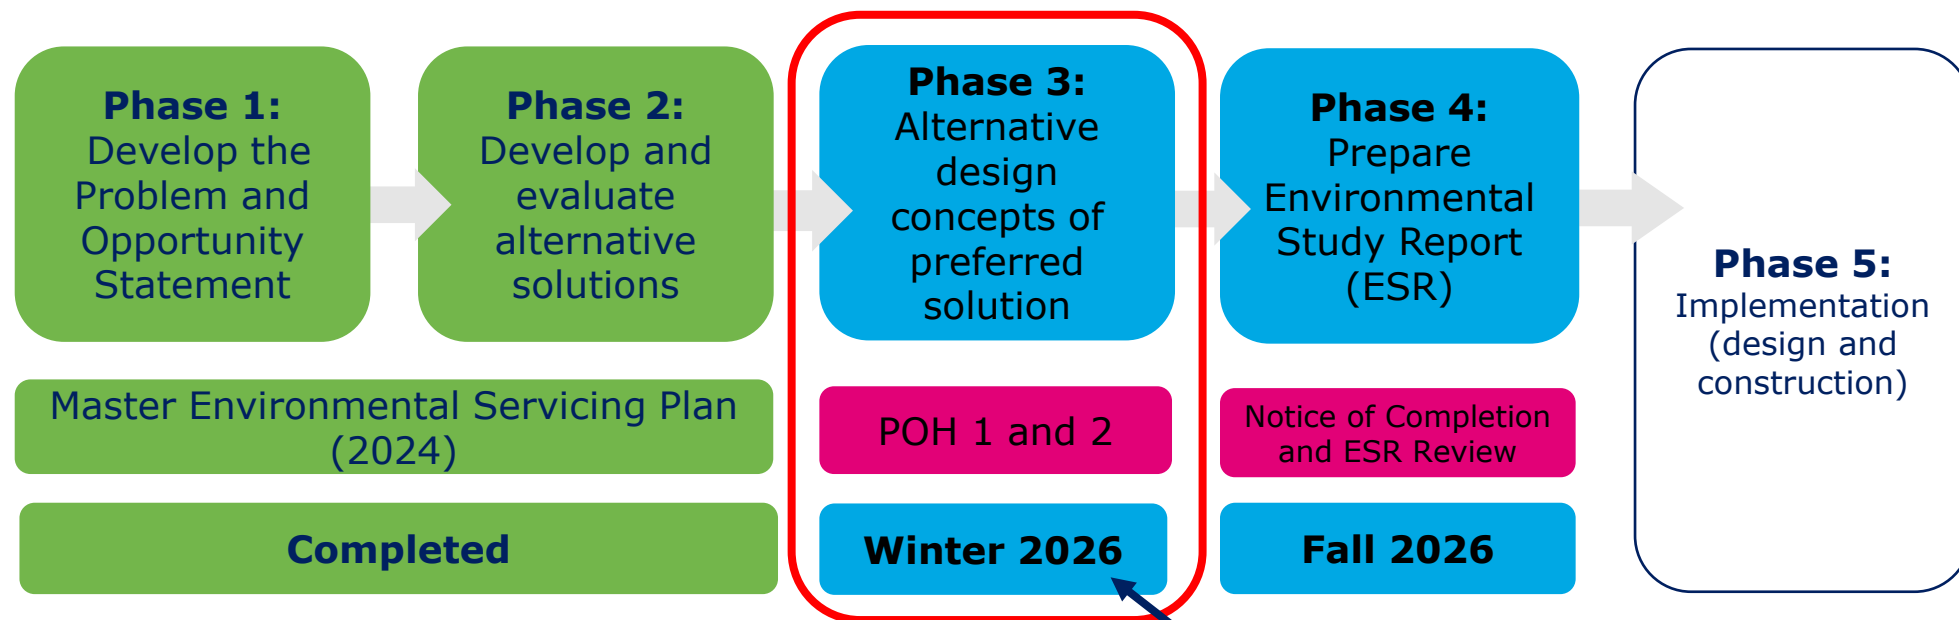 Phase 1:
Develop the
Problem and
Opportunity
Statement
Phase 2:
Develop and
evaluate
alternative
solutions
Phase 3:
Alternative
design
concepts of
preferred
solution
Phase 4:
Prepare
Environmental
Study Report
(ESR)
Phase 5:
Implementation
(design and
construction)
Master Environmental Servicing Plan
(2024)
POH 1 and 2
Notice of Completion
and ESR Review
Completed
Winter 2026
Fall 2026